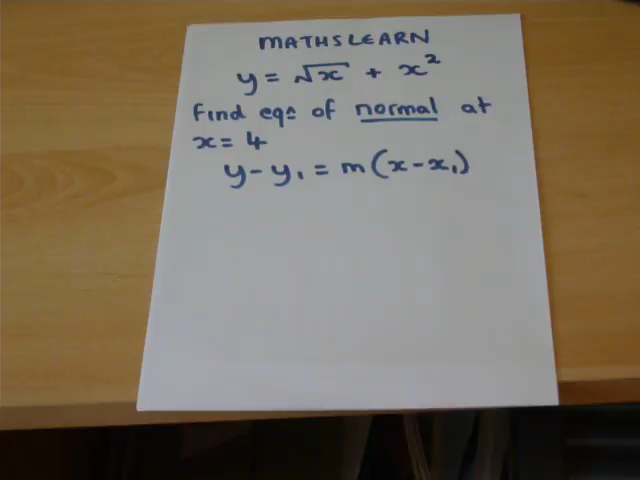 MATHSLEARN
y = √x + x²
Find eqⁿ of normal at
x = 4
y - y₁ = m(x - x₁)